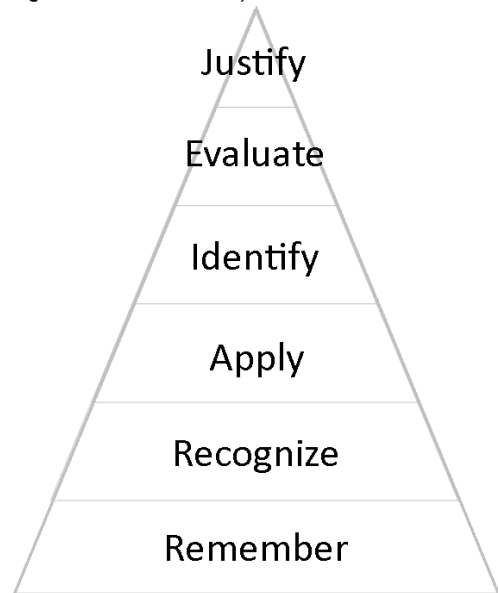 Justify
Evaluate
Identify
Apply
Recognize
Remember